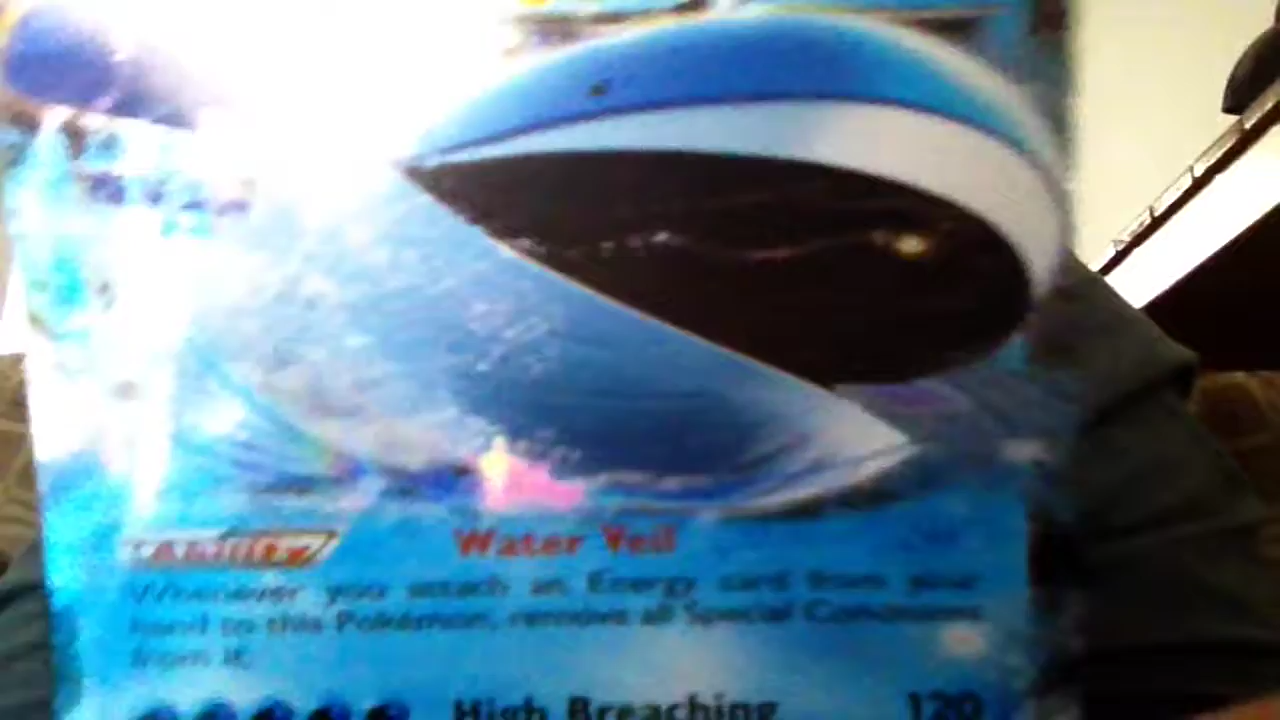 Ability Water Veil
Whenever you attach an Energy card from your
hand to this Pokémon, remove all Special Conditions
from it.
High Breaching 120